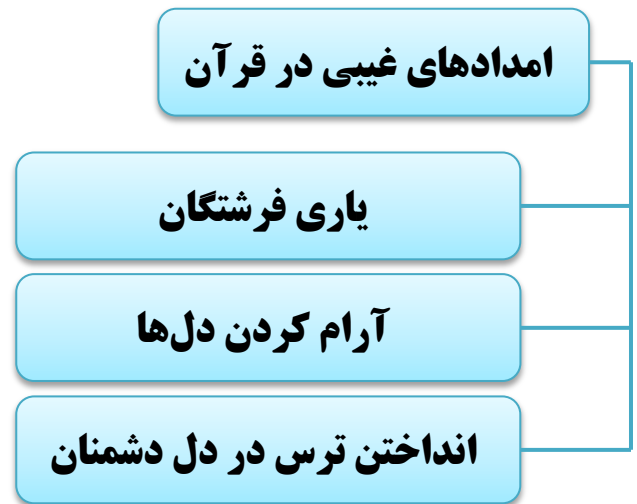 امدادهای غیبی در قرآن
یاری فرشتگان
آرام کردن دل‌ها
انداختن ترس در دل دشمنان